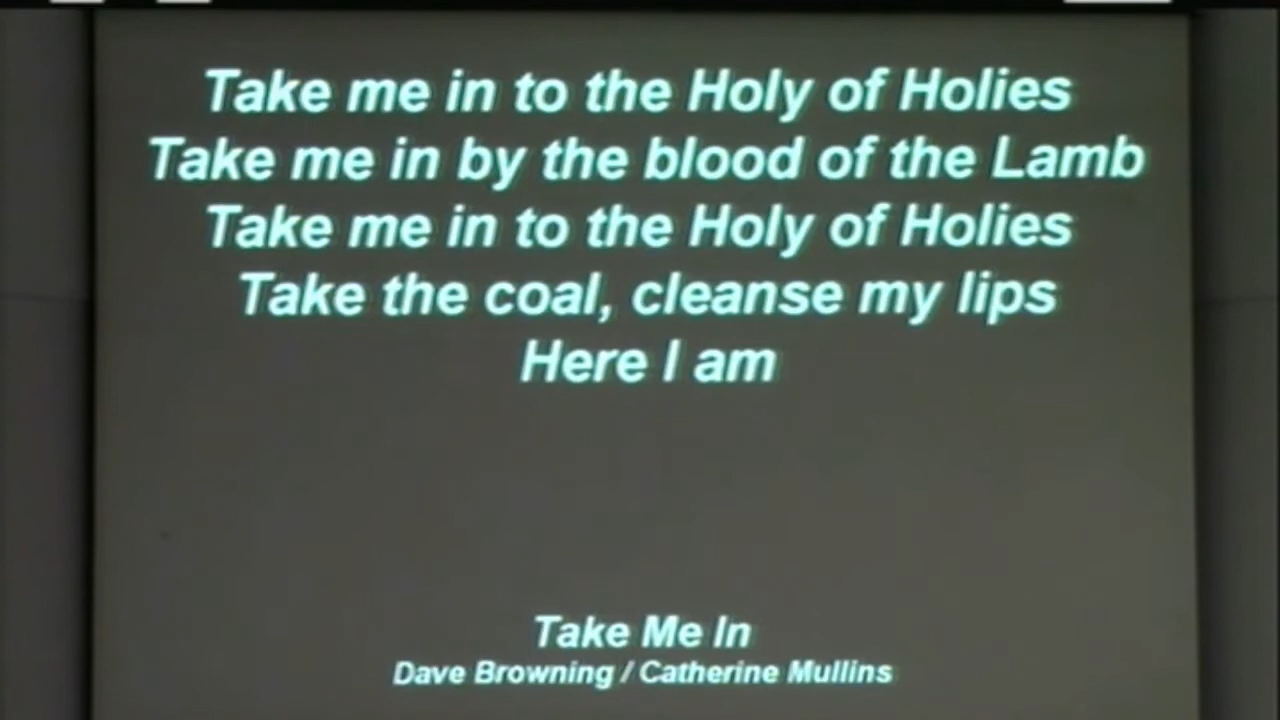 Take me in to the Holy of Holies
Take me in by the blood of the Lamb
Take me in to the Holy of Holies
Take the coal, cleanse my lips
Here I am
Take Me In
Dave Browning / Catherine Mullins